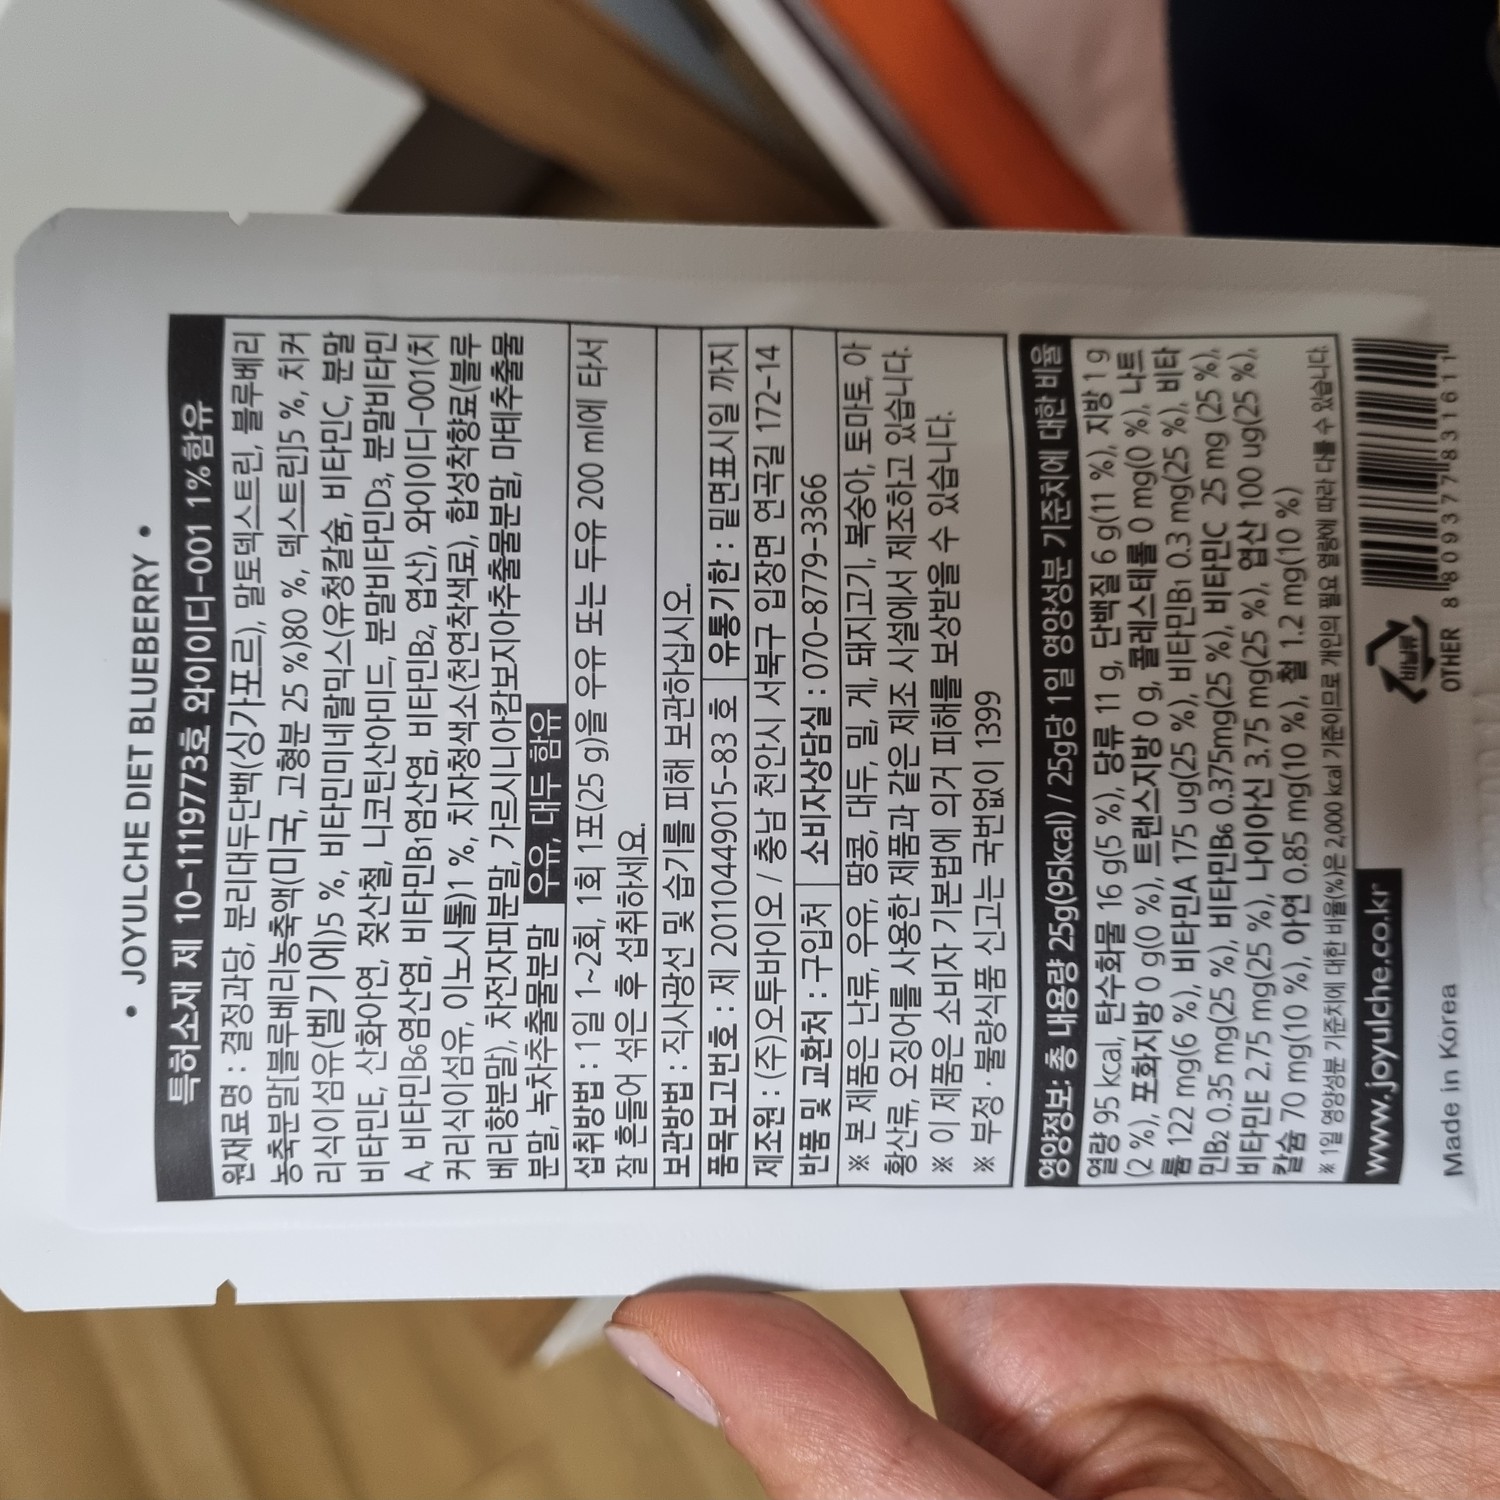 • JOYULCHE DIET BLUEBERRY •
특허소재 제 10-1119773호 와이이디-001 1%함유
원재료명 : 결정과당, 분리대두단백(싱가포르), 말토덱스트린, 블루베리
농축분말[블루베리농축액(미국, 고형분 25 %)80 %, 덱스트린]5 %, 치커
리식이섬유(벨기에)5 %, 비타민미네랄믹스(유청칼슘, 비타민C, 분말
비타민E, 산화아연, 젖산철, 니코틴산아미드, 분말비타민D3, 분말비타민
A, 비타민B6염산염, 비타민B1염산염, 비타민B2, 엽산), 와이이디-001(치
커리식이섬유, 이노시톨)1 %, 치자청색소(천연착색료), 합성착향료(블루
베리향분말), 차전자피분말, 가르시니아캄보지아추출물분말, 마테추출물
분말, 녹차추출물분말 우유, 대두 함유
섭취방법 : 1일 1~2회, 1회 1포(25 g)을 우유 또는 두유 200 ml에 타서
잘 흔들어 섞은 후 섭취하세요.
보관방법 : 직사광선 및 습기를 피해 보관하십시오.
품목보고번호 : 제 20110449015-83 호 유통기한 : 밑면표시일 까지
제조원 : (주)오투바이오 / 충남 천안시 서북구 입장면 연곡길 172-14
반품 및 교환처 : 구입처 소비자상담실 : 070-8779-3366
※ 본 제품은 난류, 우유, 땅콩, 대두, 밀, 게, 돼지고기, 복숭아, 토마토, 아
황산류, 오징어를 사용한 제품과 같은 제조 시설에서 제조하고 있습니다.
※ 이 제품은 소비자 기본법에 의거 피해를 보상받을 수 있습니다.
※ 부정 · 불량식품 신고는 국번없이 1399
영양정보: 총 내용량 25g(95kcal) / 25g당 1일 영양성분 기준치에 대한 비율
열량 95 kcal, 탄수화물 16 g(5 %), 당류 11 g, 단백질 6 g(11 %), 지방 1 g
(2 %), 포화지방 0 g(0 %), 트랜스지방 0 g, 콜레스테롤 0 mg(0 %), 나트
륨 122 mg(6 %), 비타민A 175 ug(25 %), 비타민B1 0.3 mg(25 %), 비타
민B2 0.35 mg(25 %), 비타민B6 0.375mg(25 %), 비타민C 25 mg (25 %),
비타민E 2.75 mg(25 %), 나이아신 3.75 mg(25 %), 엽산 100 ug(25 %),
칼슘 70 mg(10 %), 아연 0.85 mg(10 %), 철 1.2 mg(10 %)
※ 1일 영양성분 기준치에 대한 비율(%)은 2,000 kcal 기준이므로 개인의 필요 열량에 따라 다를 수 있습니다.
www.joyulche.co.kr
비닐류
OTHER
8 809377 831611
Made in Korea